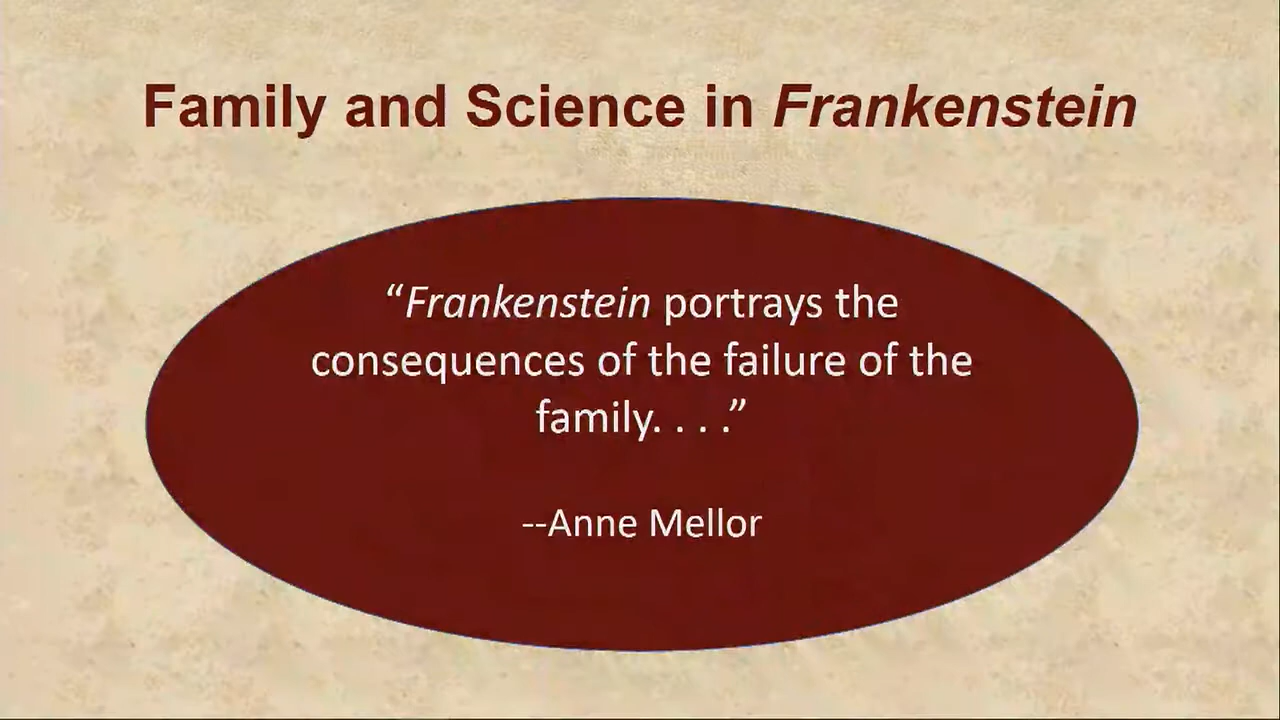 Family and Science in Frankenstein
“Frankenstein portrays the
consequences of the failure of the
family. . . .”
--Anne Mellor